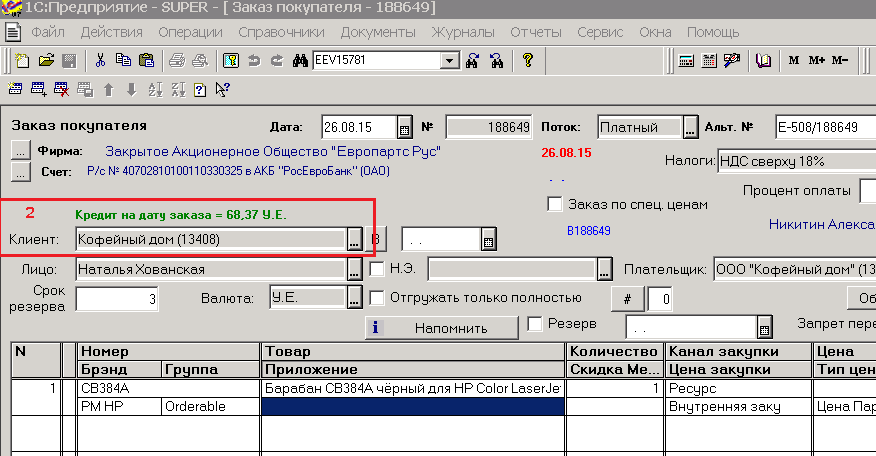 1С:Предприятие - SUPER - [ Заказ покупателя - 188649]
Файл Действия Операции Справочники Документы Журналы Отчеты Сервис Окна Помощь
EEV15781 M M+ M-
Заказ покупателя Дата: 26.08.15 № 188649 Поток: Платный ... Альт. № E-508/188649
... Фирма: Закрытое Акционерное Общество "Европартс Рус" 26.08.15 Налоги: НДС сверху 18%
... Счет: Р/с № 40702810100110330325 в АКБ "РосЕвроБанк" (ОАО) . .
Процент оплаты
Заказ по спец. ценам
2 Кредит на дату заказа = 68,37 У.Е. B188649 Никитин Алекса
Клиент: Кофейный дом (13408) ... В . .
Лицо: Наталья Хованская ... Н.Э. ... Плательщик: ООО "Кофейный дом" (13
Срок резерва 3 Валюта: У.Е. ... Отгружать только полностью # 0 Об
i Напомнить Резерв . . Запрет пере
N Номер Товар Количество Канал закупки Цена
Брэнд Группа Приложение Скидка Ме... Цена закупки Тип цен
1 CB384A Барабан CB384A чёрный для HP Color LaserJe 1 Ресурс
PM HP Orderable Внутренняя заку Цена Пар